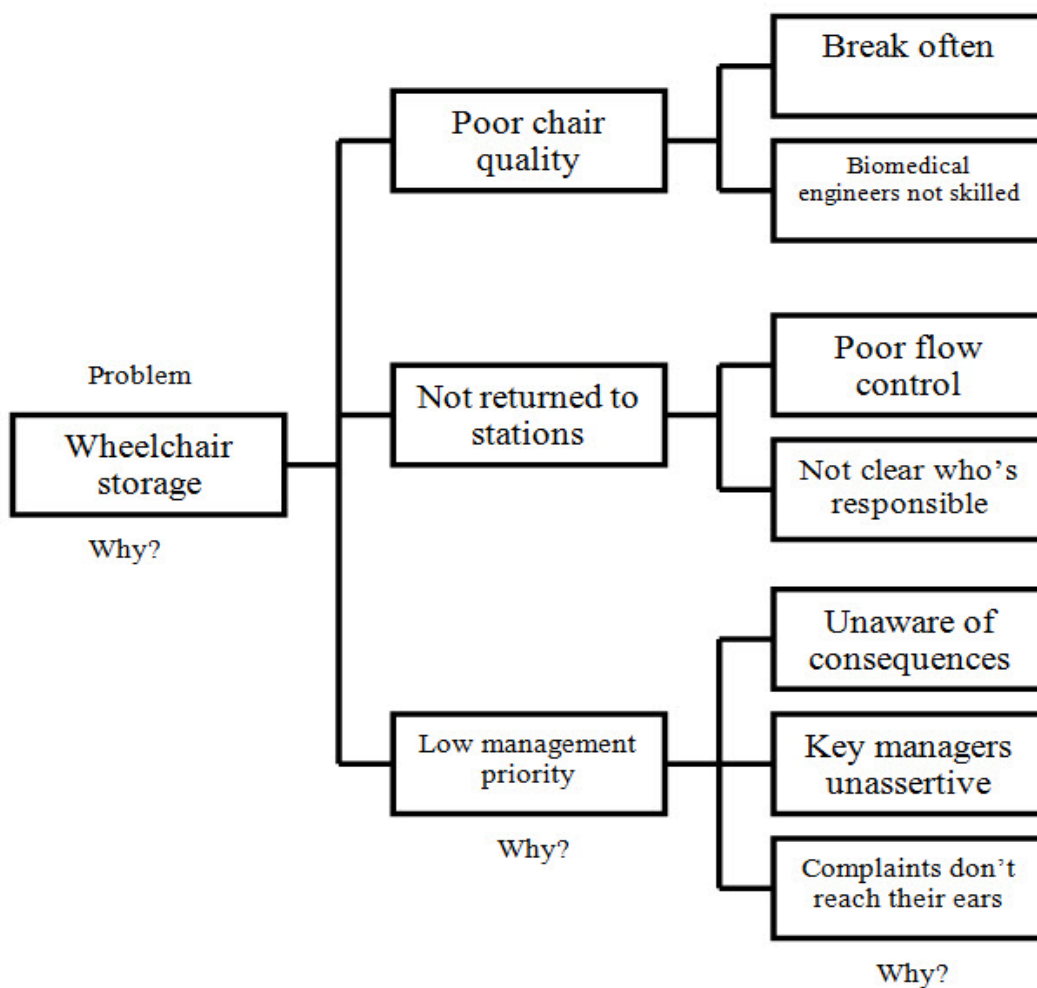 Problem
Wheelchair
storage
Why?
Poor chair
quality
Break often
Biomedical
engineers not skilled
Not returned to
stations
Poor flow
control
Not clear who’s
responsible
Low management
priority
Why?
Unaware of
consequences
Key managers
unassertive
Complaints don’t
reach their ears
Why?